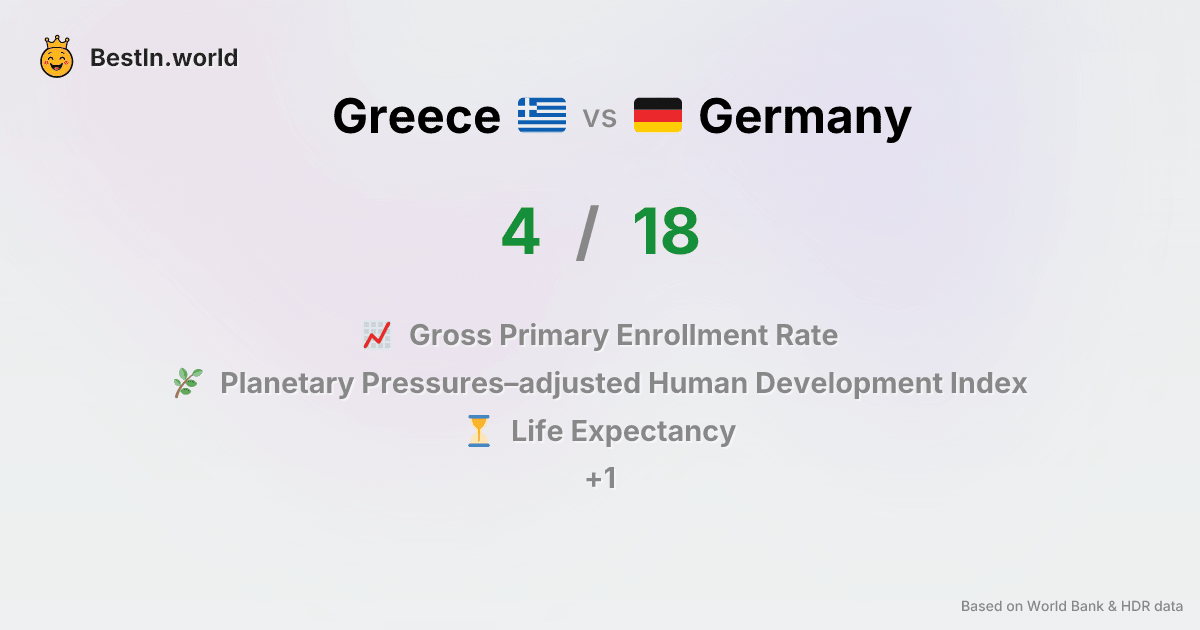 BestIn.world
Greece vs Germany
4 / 18
Gross Primary Enrollment Rate
Planetary Pressures–adjusted Human Development Index
Life Expectancy
+1
Based on World Bank & HDR data